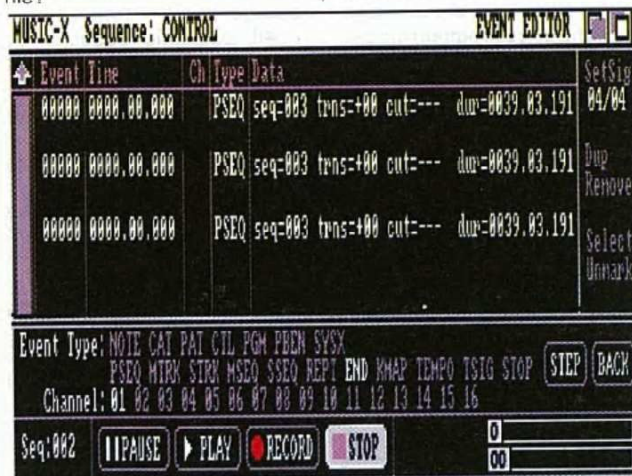 MUSIC-X Sequence: CONTROL EVENT EDITOR
Event Time Ch Type Data SetSig
00000 0000.00.000 PSEQ seq=003 trns=+00 cut=--- dur=0039.03.191 04/04
00000 0000.00.000 PSEQ seq=003 trns=+00 cut=--- dur=0039.03.191 Dup
Remove
00000 0000.00.000 PSEQ seq=003 trns=+00 cut=--- dur=0039.03.191 Select
Unmark
Event Type: NOTE CAT PAT CTL PGM PBEN SYSX
PSEQ MTRK STRK MSEQ SSEQ REPT END KMAP TEMPO TSIG STOP STEP BACK
Channel: 01 02 03 04 05 06 07 08 09 10 11 12 13 14 15 16
Seq:002 PAUSE PLAY RECORD STOP 0
00